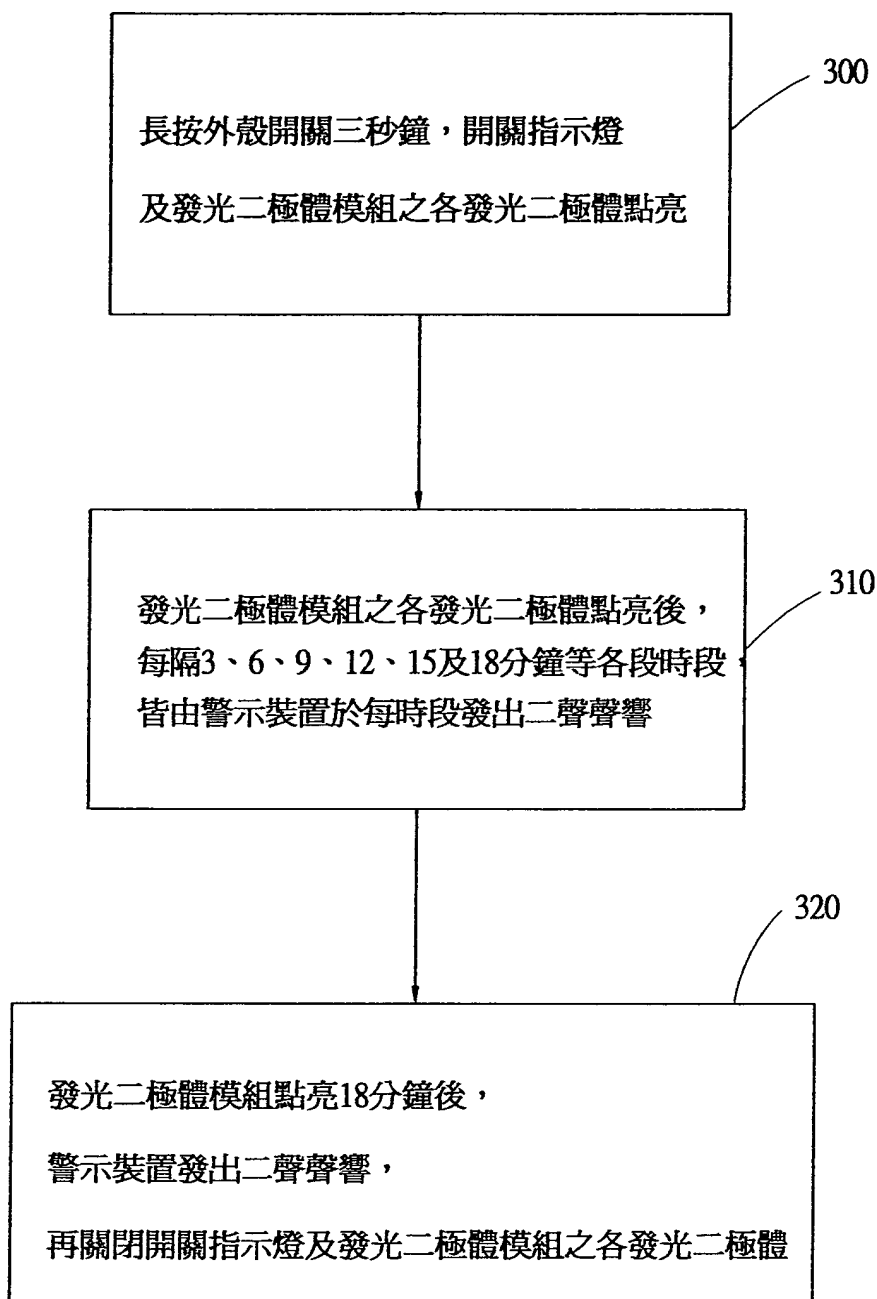 300
長按外殼開關三秒鐘，開關指示燈
及發光二極體模組之各發光二極體點亮
310
發光二極體模組之各發光二極體點亮後，
每隔3、6、9、12、15及18分鐘等各段時段，
皆由警示裝置於每時段發出二聲聲響
320
發光二極體模組點亮18分鐘後，
警示裝置發出二聲聲響，
再關閉開關指示燈及發光二極體模組之各發光二極體